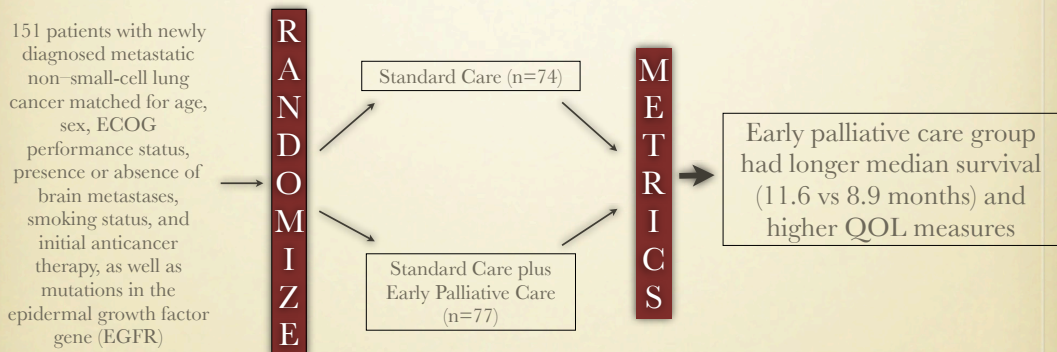 151 patients with newly
diagnosed metastatic
non–small-cell lung
cancer matched for age,
sex, ECOG
performance status,
presence or absence of
brain metastases,
smoking status, and
initial anticancer
therapy, as well as
mutations in the
epidermal growth factor
gene (EGFR)
R
A
N
D
O
M
I
Z
E
Standard Care (n=74)
Standard Care plus
Early Palliative Care
(n=77)
M
E
T
R
I
C
S
Early palliative care group
had longer median survival
(11.6 vs 8.9 months) and
higher QOL measures